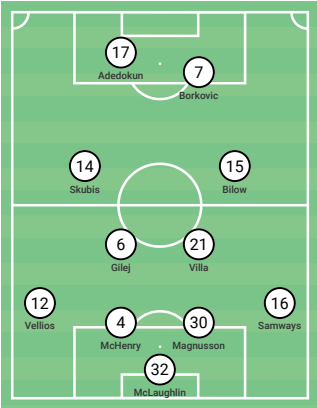 17
Adedokun
7
Borkovic
14
Skubis
15
Bilow
6
Gilej
21
Villa
12
Vellios
16
Samways
4
McHenry
30
Magnusson
32
McLaughlin